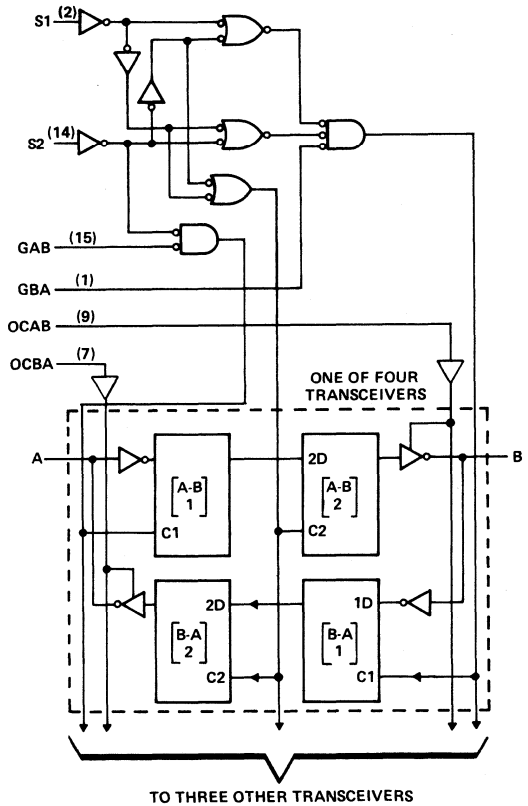 S1 (2)
S2 (14)
GAB (15)
GBA (1)
OCAB (9)
OCBA (7)
ONE OF FOUR
TRANSCEIVERS
A
B
[A-B
1]
C1
2D
[A-B
2]
C2
2D
[B-A
2]
C2
1D
[B-A
1]
C1
TO THREE OTHER TRANSCEIVERS